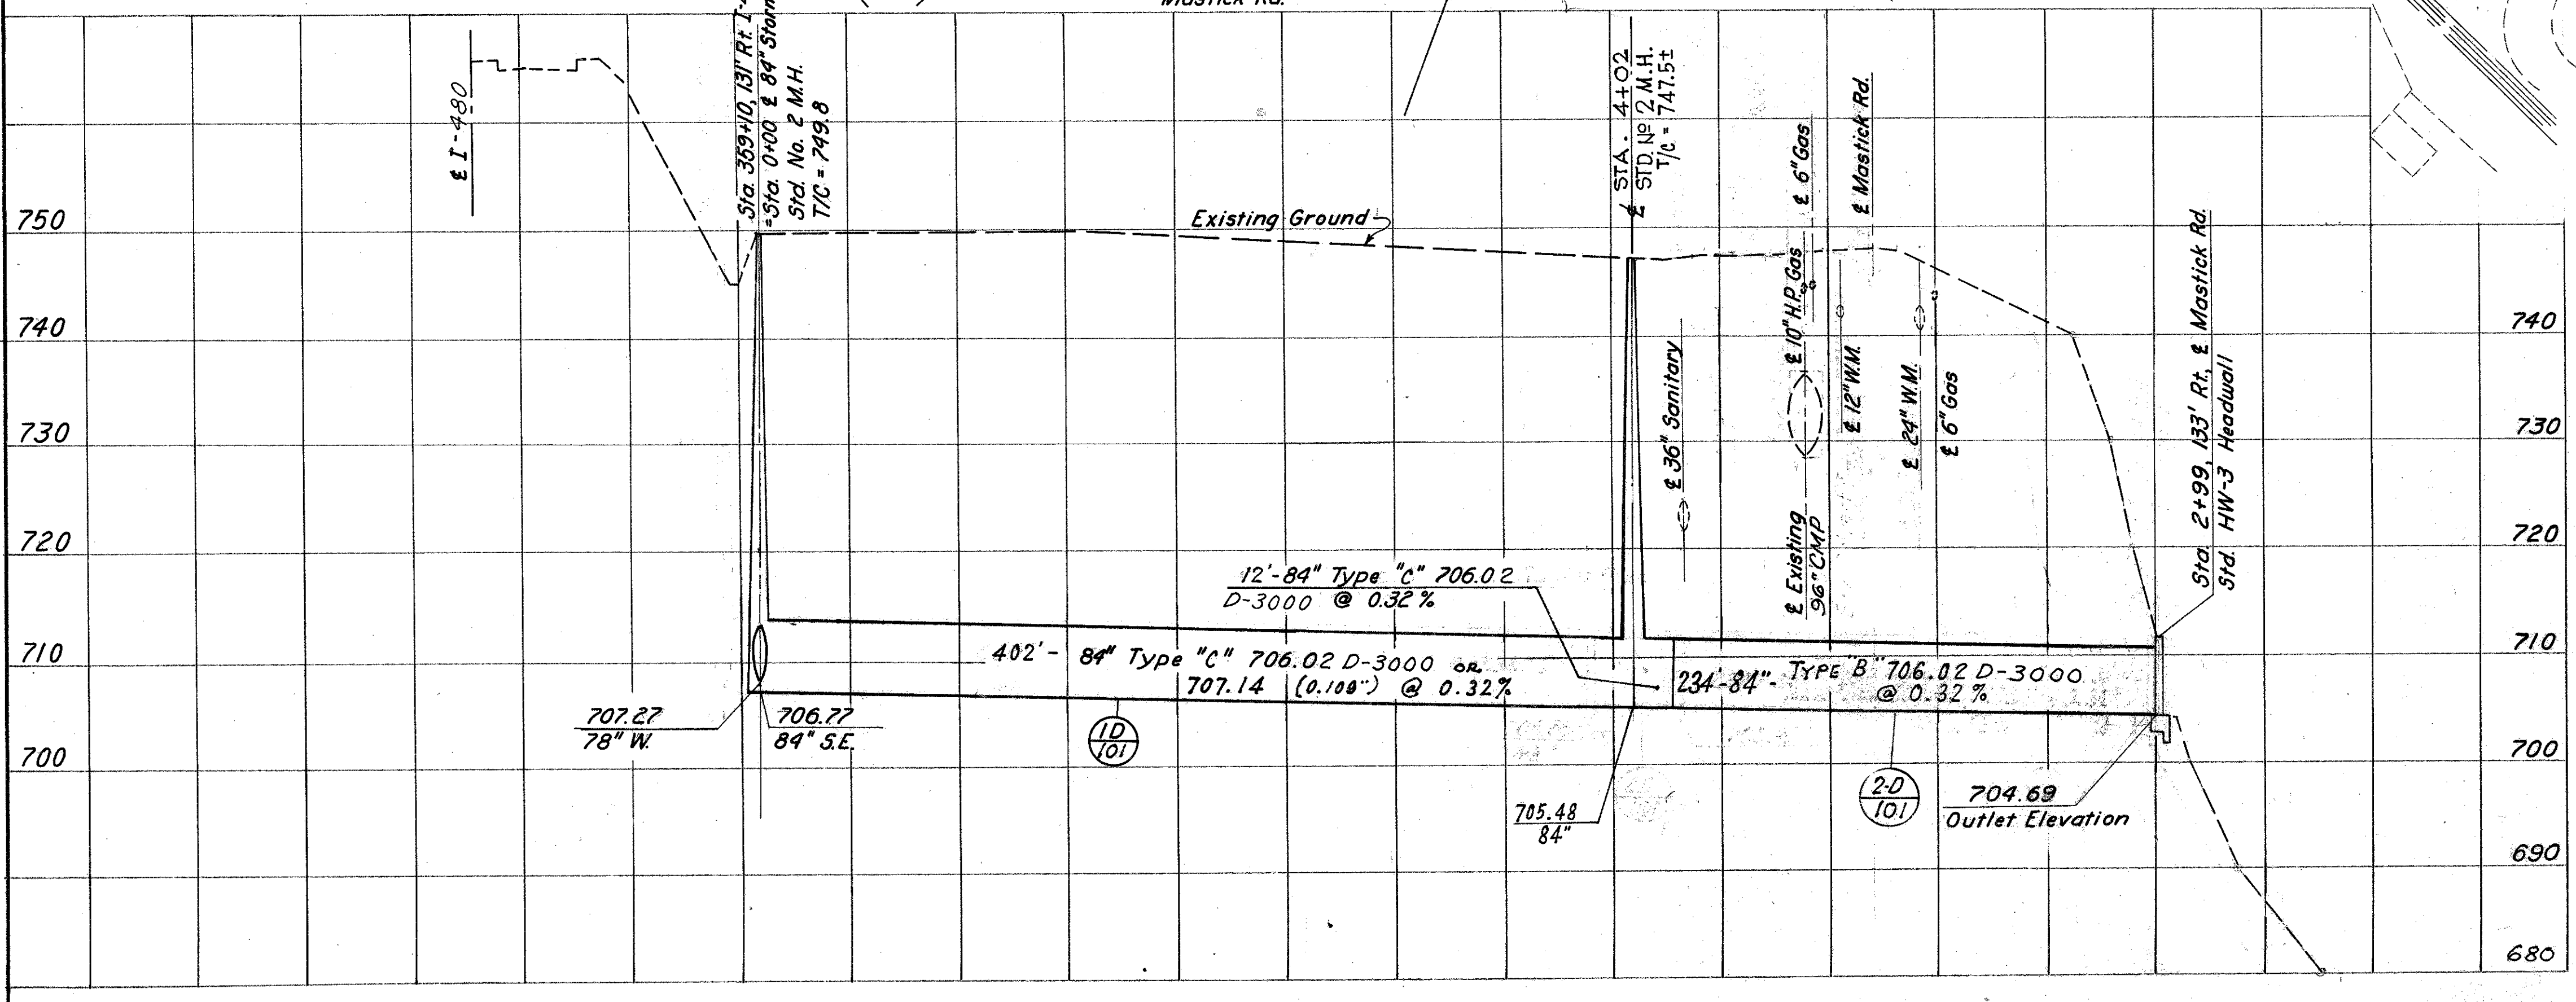 Mastick Rd.
℄ I-480
Sta. 359+10, 131' Rt. I-
=Sta. 0+00 ℄ 84" Storm
Std. No. 2 M.H.
T/C = 749.8
℄ STA. 4+02
STD. Nº 2 M.H.
T/C = 747.5±
℄ 6" Gas
℄ Mastick Rd.
Existing Ground
℄ 10" H.P. Gas
℄ 12" W.M.
℄ 24" W.M.
℄ 6" Gas
℄ 36" Sanitary
℄ Existing
96" CMP
Sta. 2+99, 133' Rt., ℄ Mastick Rd.
Std. HW-3 Headwall
750
740
730
720
710
700
740
730
720
710
700
690
680
12'-84" Type "C" 706.02
D-3000 @ 0.32%
402'- 84" Type "C" 706.02 D-3000 OR
707.14 (0.109") @ 0.32%
234'-84"- TYPE "B" 706.02 D-3000
@ 0.32%
707.27
78" W.
706.77
84" S.E.
1D
101
705.48
84"
2-D
101
704.69
Outlet Elevation